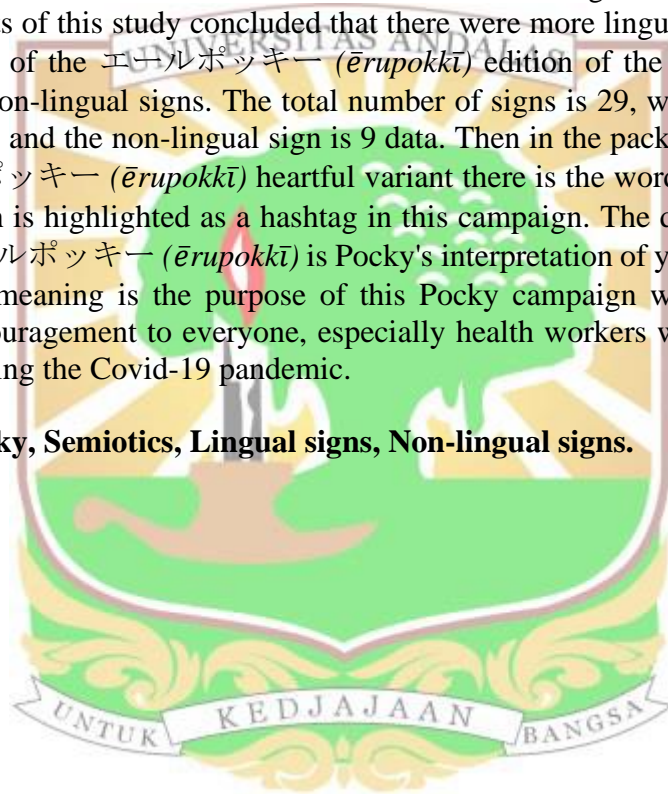 s of this study concluded that there were more lingu
of the エールポッキー (ērupokkī) edition of the
on-lingual signs. The total number of signs is 29, w
and the non-lingual sign is 9 data. Then in the pack
ッキー (ērupokkī) heartful variant there is the wor
n is highlighted as a hashtag in this campaign. The
ルポッキー (ērupokkī) is Pocky's interpretation of y
meaning is the purpose of this Pocky campaign w
ouragement to everyone, especially health workers w
ing the Covid-19 pandemic.
ky, Semiotics, Lingual signs, Non-lingual signs.
UNIVERSITAS ANDALAS
UNTUK KEDJAJAAN BANGSA